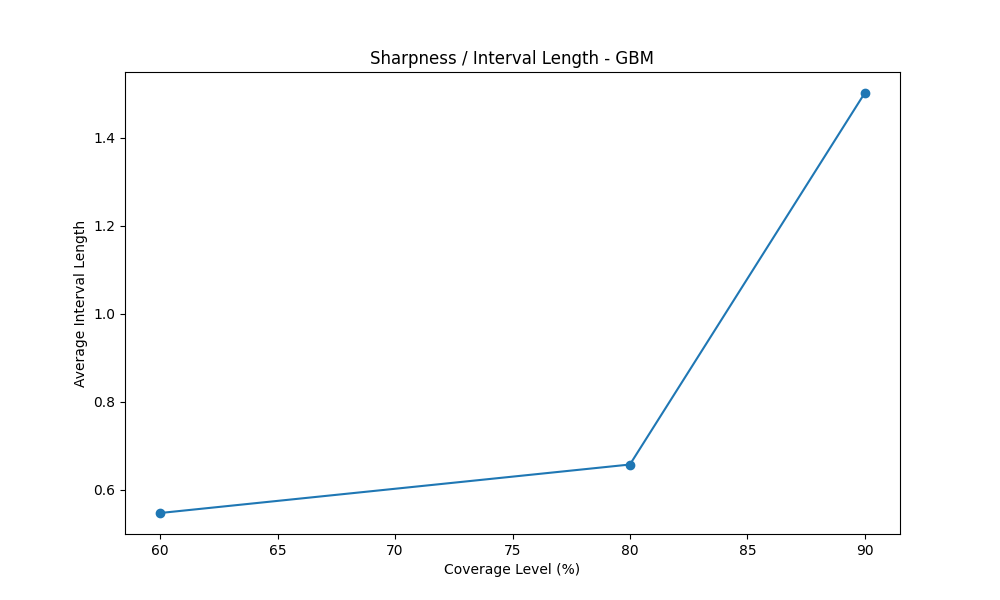 Sharpness / Interval Length - GBM
Average Interval Length
1.4
1.2
1.0
0.8
0.6
60 65 70 75 80 85 90
Coverage Level (%)